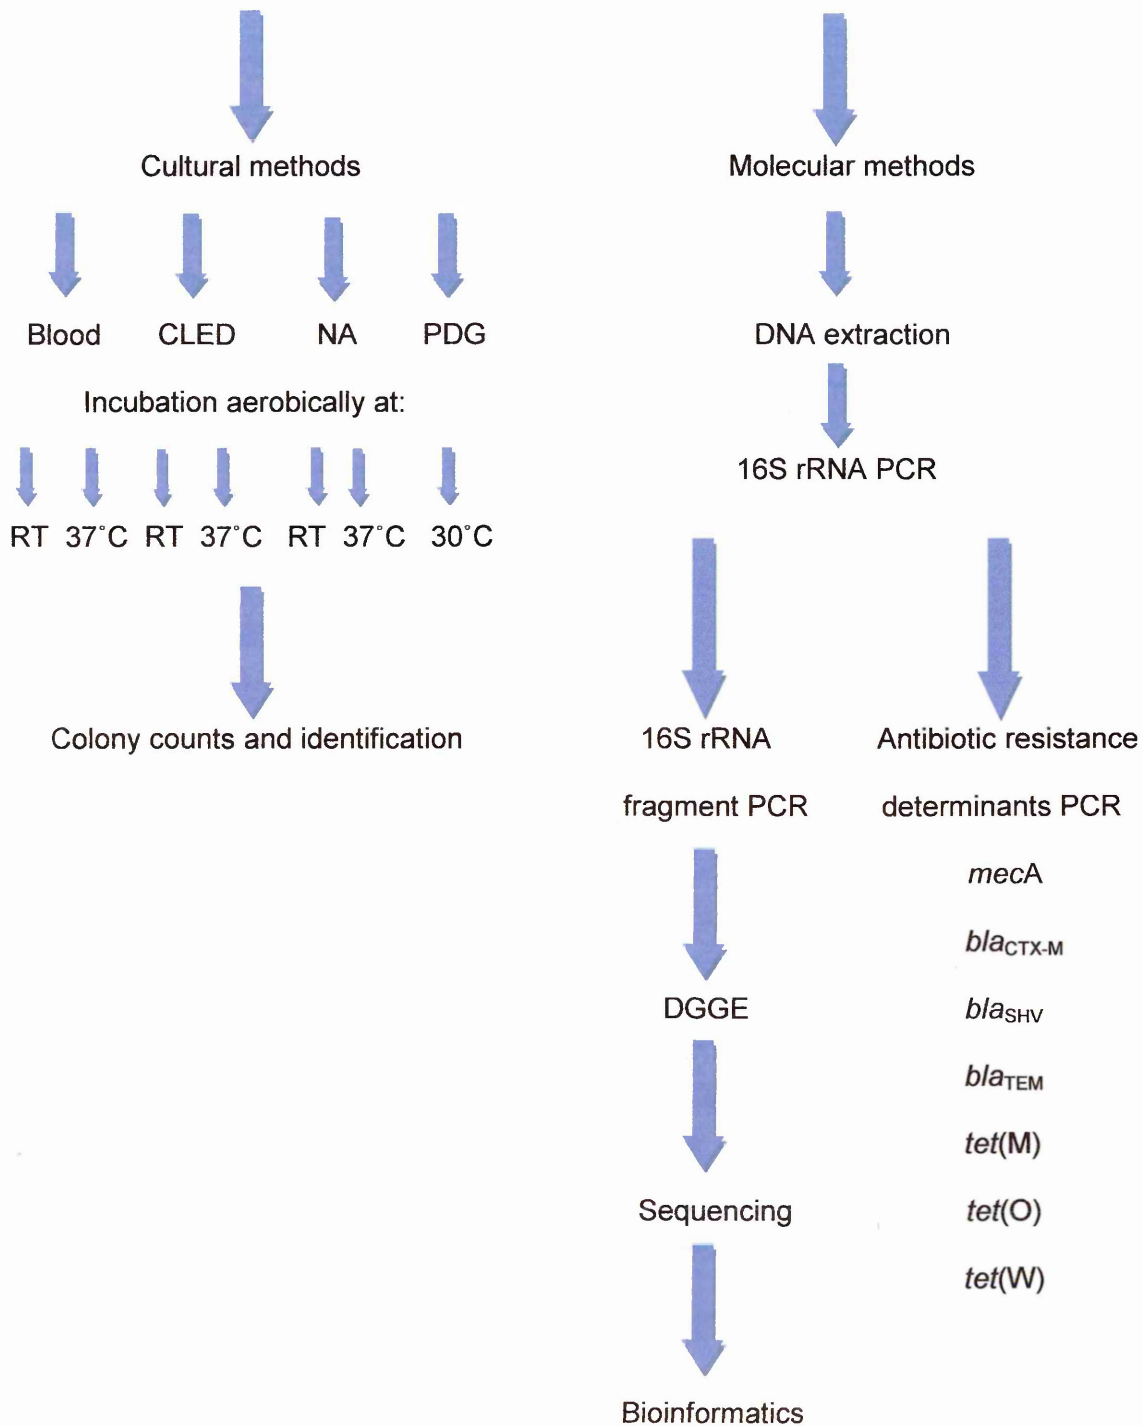 Cultural methods
Blood CLED NA PDG
Incubation aerobically at:
RT 37°C RT 37°C RT 37°C 30°C
Colony counts and identification
Molecular methods
DNA extraction
16S rRNA PCR
16S rRNA
fragment PCR
DGGE
Sequencing
Bioinformatics
Antibiotic resistance
determinants PCR
mecA
blaCTX-M
blaSHV
blaTEM
tet(M)
tet(O)
tet(W)